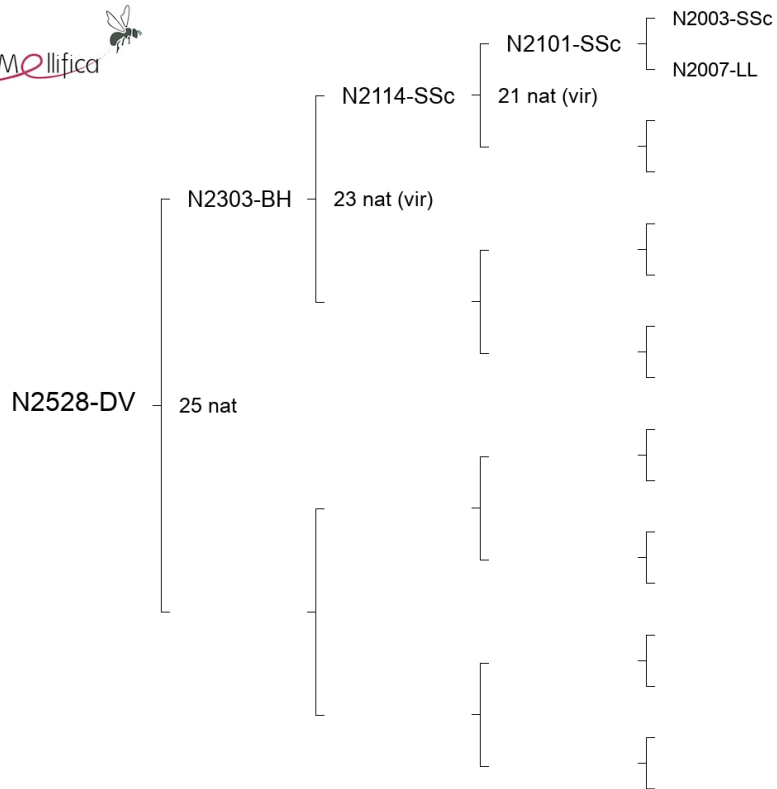 Mellifica
N2003-SSc
N2101-SSc
N2007-LL
N2114-SSc
21 nat (vir)
N2303-BH
23 nat (vir)
N2528-DV
25 nat